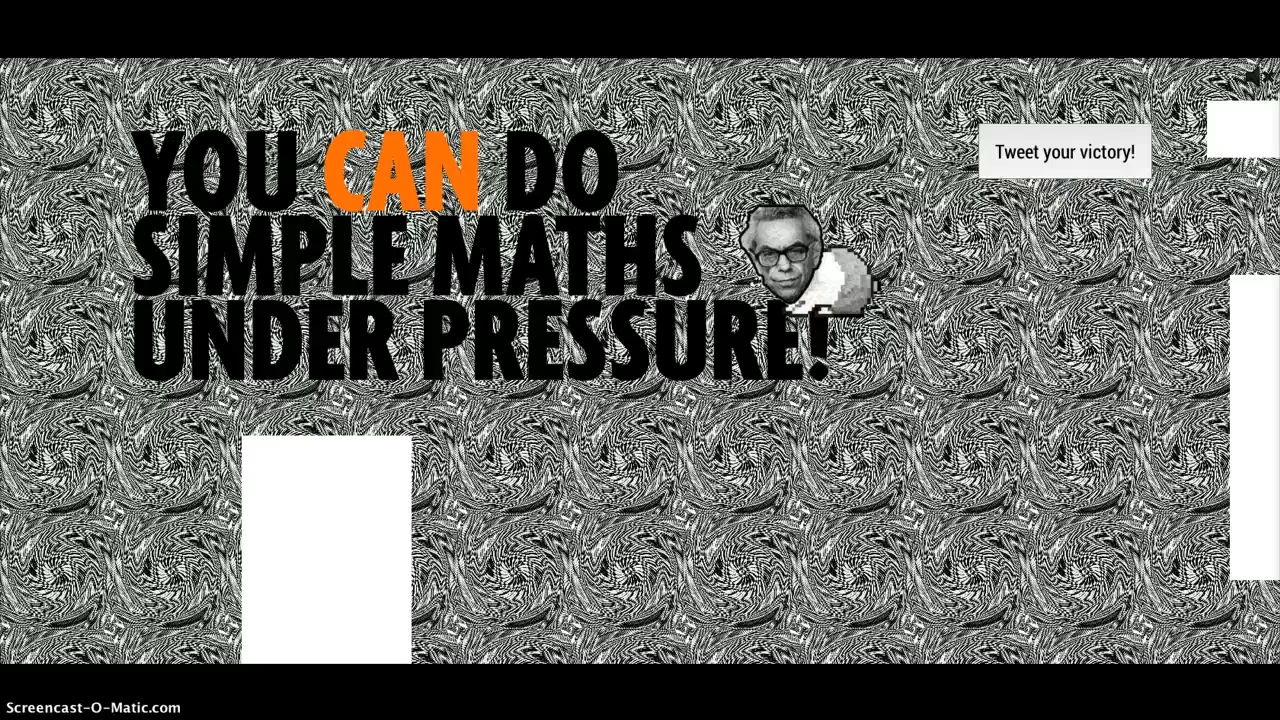 YOU CAN DO
SIMPLE MATHS
UNDER PRESSURE!
Tweet your victory!
Screencast-O-Matic.com